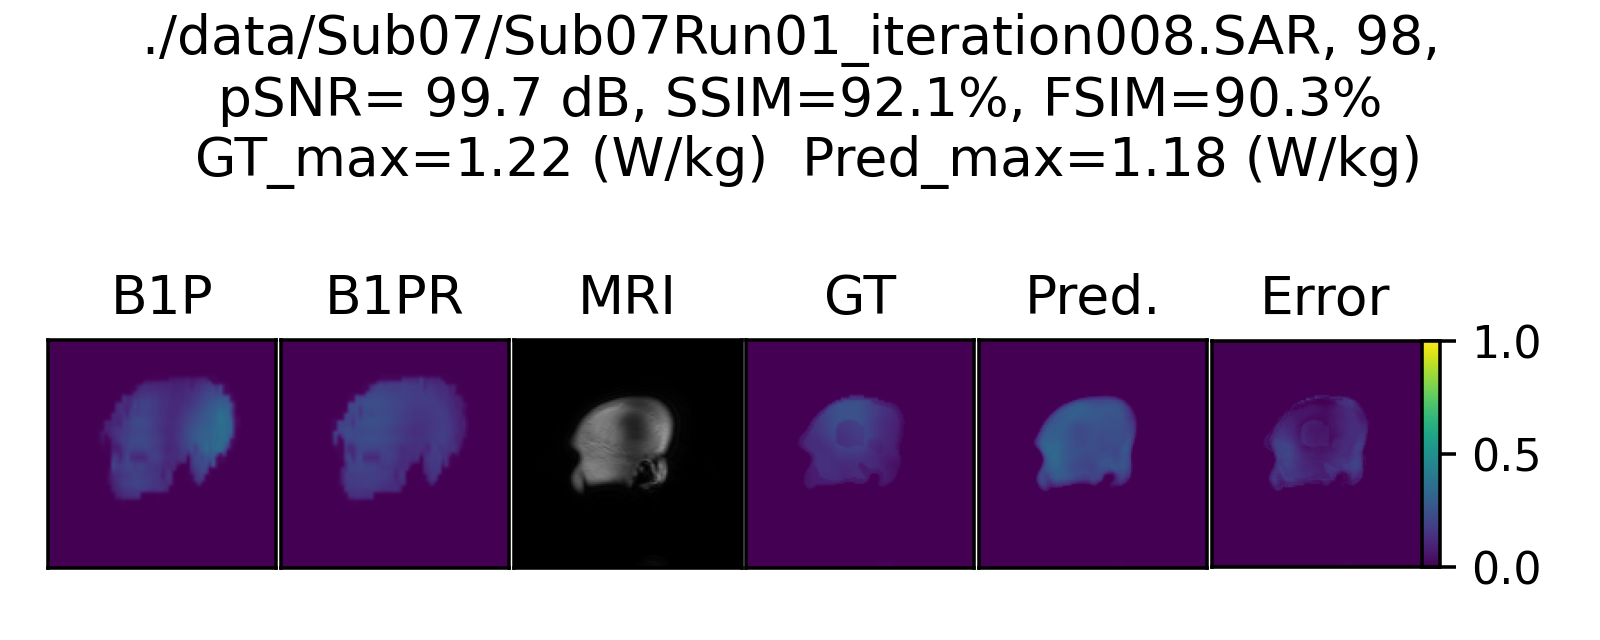 ./data/Sub07/Sub07Run01_iteration008.SAR, 98,
pSNR= 99.7 dB, SSIM=92.1%, FSIM=90.3%
GT_max=1.22 (W/kg)  Pred_max=1.18 (W/kg)
B1P B1PR MRI GT Pred. Error
1.0
0.5
0.0